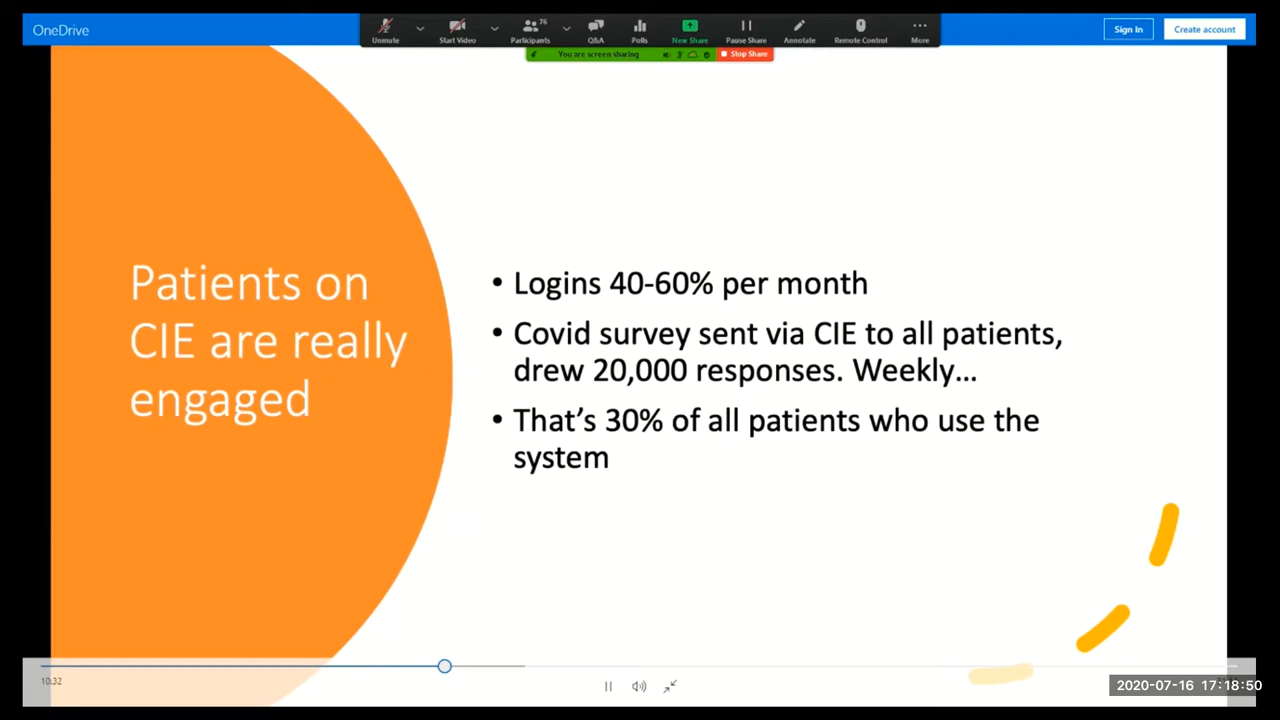 OneDrive
76
Unmute
Start Video
Participants
Q&A
Polls
New Share
Pause Share
Annotate
Remote Control
More
Sign In
Create account
You are screen sharing
Stop Share
Patients on
CIE are really
engaged
• Logins 40-60% per month
• Covid survey sent via CIE to all patients,
drew 20,000 responses. Weekly...
• That’s 30% of all patients who use the
system
10:32
2020-07-16 17:18:50